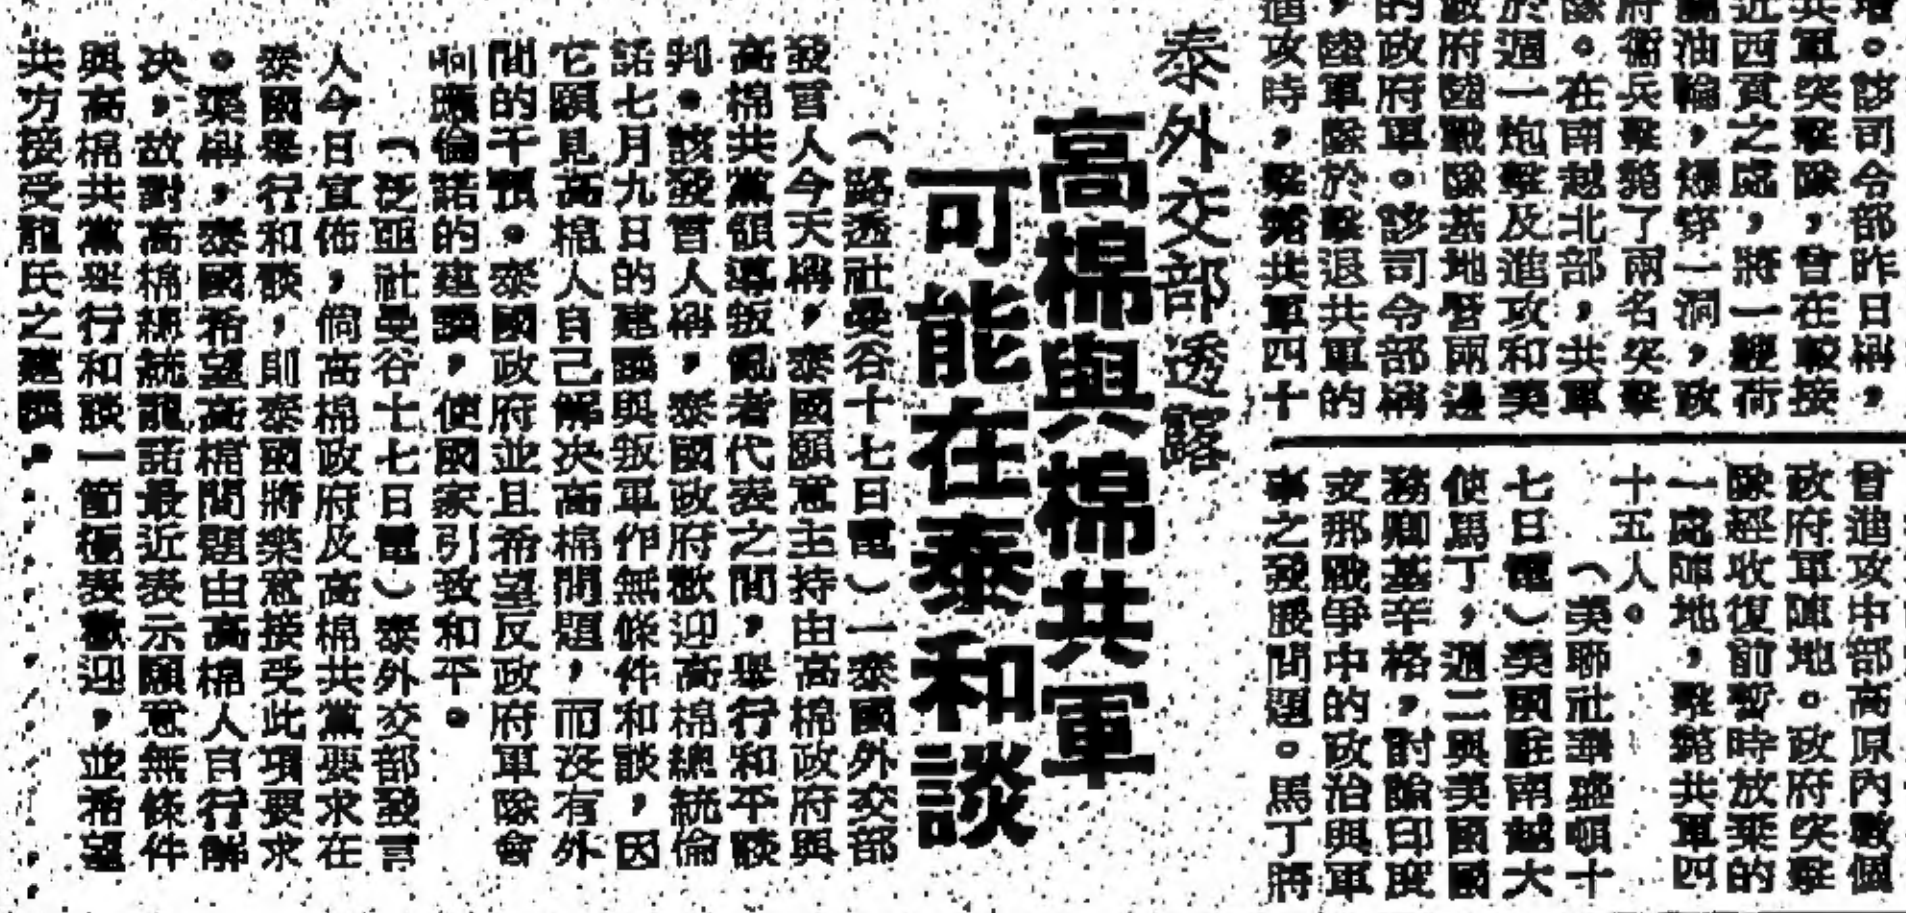 增。該司令部昨日稱，
共軍突擊隊，曾在較接
近西貢之處，將一艘荷
蘭油輪，爆穿一洞，政
府衞兵擊斃了兩名突擊
隊。在南越北部，共軍
於週一炮擊及進攻和美
政府陸戰隊基地營兩達
的政府軍。該司令部稱
，陸軍隊於擊退共軍的
進攻時，擊斃共軍四十
曾進攻中部高原內數個
政府軍陣地。政府突擊
隊經收復前暫時放棄的
一處陣地，擊斃共軍四
十五人。
（美聯社華盛頓十
七日電）美國駐南越大
使馬丁，週二與美國國
務卿基辛格，討論印度
支那戰爭中的政治與軍
事之發展問題。馬丁將
泰外交部透露
高棉與棉共軍
可能在泰和談
（路透社曼谷十七日電）一泰國外交部
發言人今天稱，泰國願意主持由高棉政府與
高棉共黨領導叛亂者代表之間，舉行和平談
判。該發言人稱，泰國政府歡迎高棉總統倫
諾七月九日的建議與叛軍作無條件和談，因
它願見高棉人自己解決高棉問題，而沒有外
間的干預。泰國政府並且希望反政府軍隊會
响應倫諾的建議，使國家引致和平。
（泛亞社曼谷十七日電）泰外交部發言
人今日宣佈，倘高棉政府及高棉共黨要求在
泰國舉行和談，則泰國將樂意接受此項要求
。渠稱，泰國希望高棉問題由高棉人自行解
决，故對高棉總統龍諾最近表示願意無條件
與高棉共黨舉行和談一節極表歡迎，並希望
共方接受龍氏之建議。